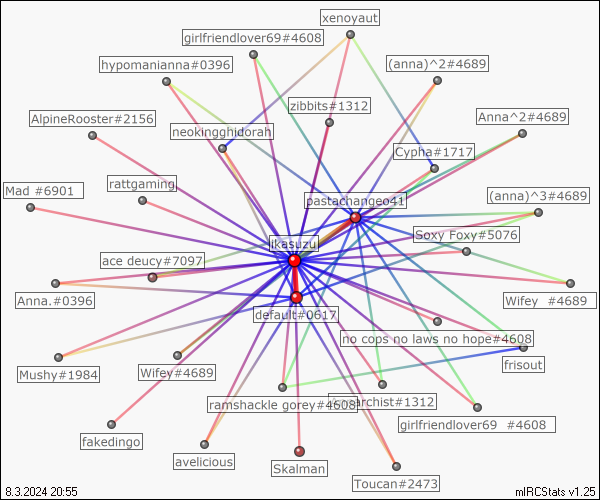 xenoyaut
girlfriendlover69#4608
hypomanianna#0396
(anna)^2#4689
zibbits#1312
AlpineRooster#2156
Anna^2#4689
neokingghidorah
Cypha#1717
Mad #6901
rattgaming
pastachangeo41
(anna)^3#4689
Soxy Foxy#5076
ikasuzu
ace deucy#7097
Anna.#0396
default#0617
Wifey #4689
no cops no laws no hope#4608
frisout
Mushy#1984
Wifey#4689
ramshackle gorey#4608
archist#1312
girlfriendlover69 #4608
fakedingo
avelicious
Skalman
Toucan#2473
8.3.2024 20:55
mIRCStats v1.25